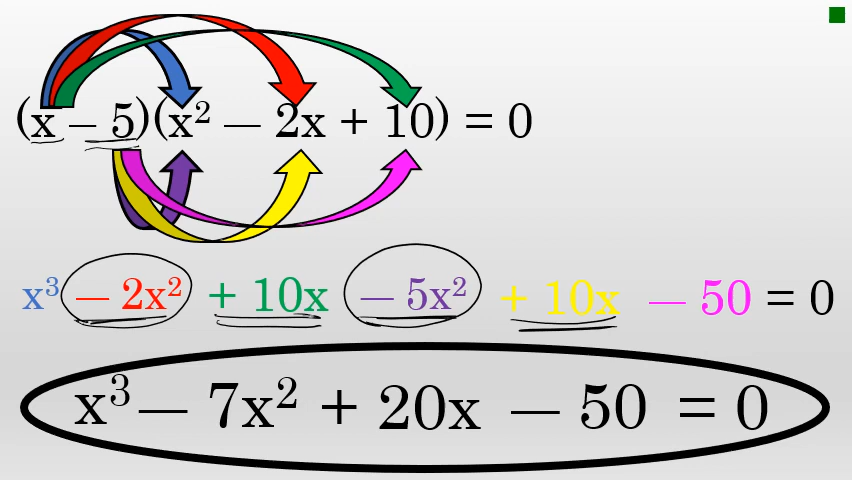 (x – 5)(x² – 2x + 10) = 0
x³ – 2x² + 10x – 5x² + 10x – 50 = 0
x³ – 7x² + 20x – 50 = 0